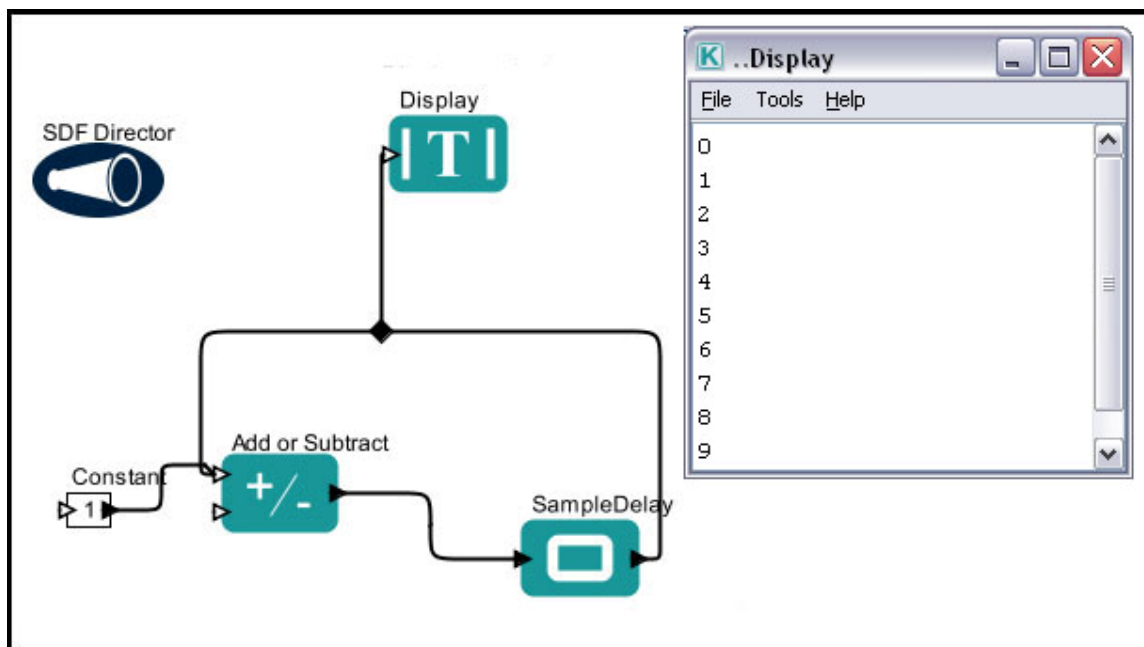 SDF Director
Display
T
Constant
1
Add or Subtract
+/-
SampleDelay
K ..Display
File Tools Help
0
1
2
3
4
5
6
7
8
9